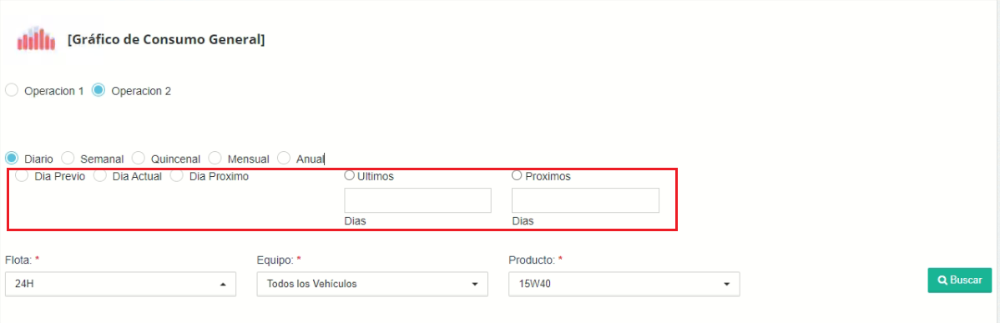 [Gráfico de Consumo General]
Operacion 1 Operacion 2
Diario Semanal Quincenal Mensual Anual
Dia Previo Dia Actual Dia Proximo Ultimos Proximos
Dias Dias
Flota: * Equipo: * Producto: *
24H Todos los Vehículos 15W40 Buscar